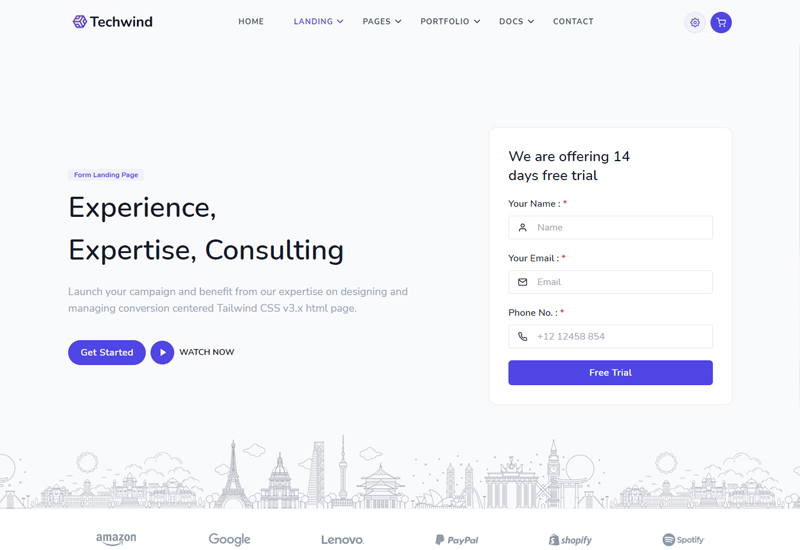 Techwind
HOME
LANDING
PAGES
PORTFOLIO
DOCS
CONTACT
Form Landing Page
Experience,
Expertise, Consulting
Launch your campaign and benefit from our expertise on designing and
managing conversion centered Tailwind CSS v3.x html page.
Get Started
WATCH NOW
We are offering 14
days free trial
Your Name : *
Name
Your Email : *
Email
Phone No. : *
+12 12458 854
Free Trial
amazon
Google
Lenovo
PayPal
shopify
Spotify